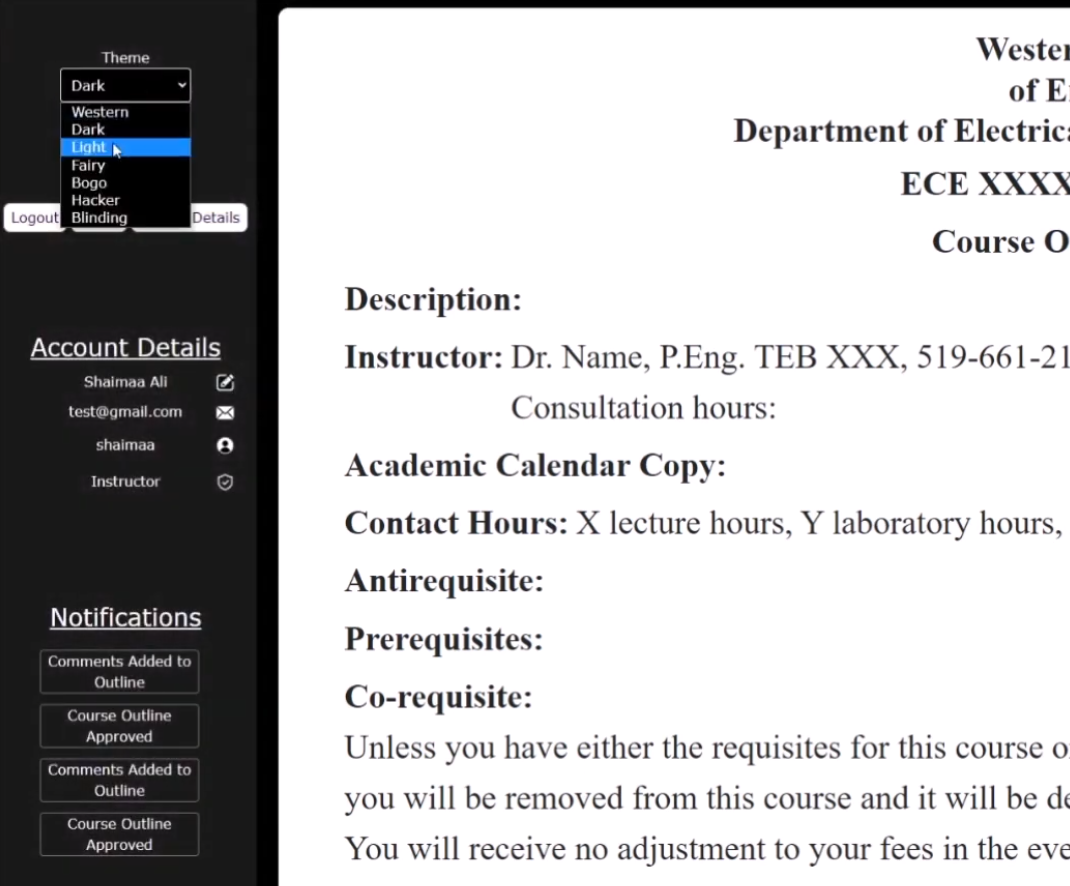 Theme
Dark
Western
Dark
Light
Fairy
Bogo
Hacker
Blinding
Logout
Details
Account Details
Shaimaa Ali
test@gmail.com
shaimaa
Instructor
Notifications
Comments Added to
Outline
Course Outline
Approved
Comments Added to
Outline
Course Outline
Approved
Wester
of E
Department of Electrica
ECE XXXX
Course O
Description:
Instructor: Dr. Name, P.Eng. TEB XXX, 519-661-21
Consultation hours:
Academic Calendar Copy:
Contact Hours: X lecture hours, Y laboratory hours,
Antirequisite:
Prerequisites:
Co-requisite:
Unless you have either the requisites for this course o
you will be removed from this course and it will be de
You will receive no adjustment to your fees in the eve